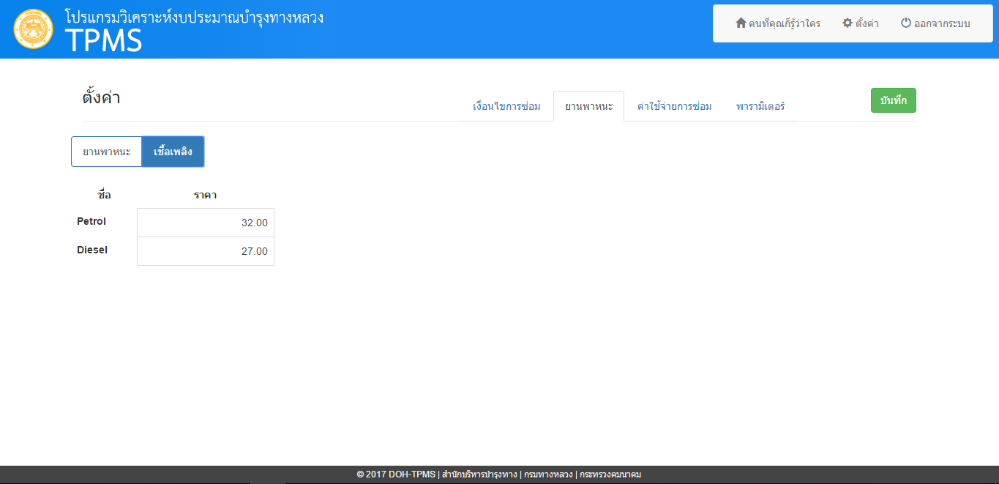 โปรแกรมวิเคราะห์งบประมาณบำรุงทางหลวง
TPMS
คนที่คุณก็รู้ว่าใคร ตั้งค่า ออกจากระบบ
ตั้งค่า
เงื่อนไขการซ่อม ยานพาหนะ ค่าใช้จ่ายการซ่อม พารามิเตอร์
บันทึก
ยานพาหนะ เชื้อเพลิง
ชื่อ ราคา
Petrol 32.00
Diesel 27.00
© 2017 DOH-TPMS | สำนักบริหารบำรุงทาง | กรมทางหลวง | กระทรวงคมนาคม